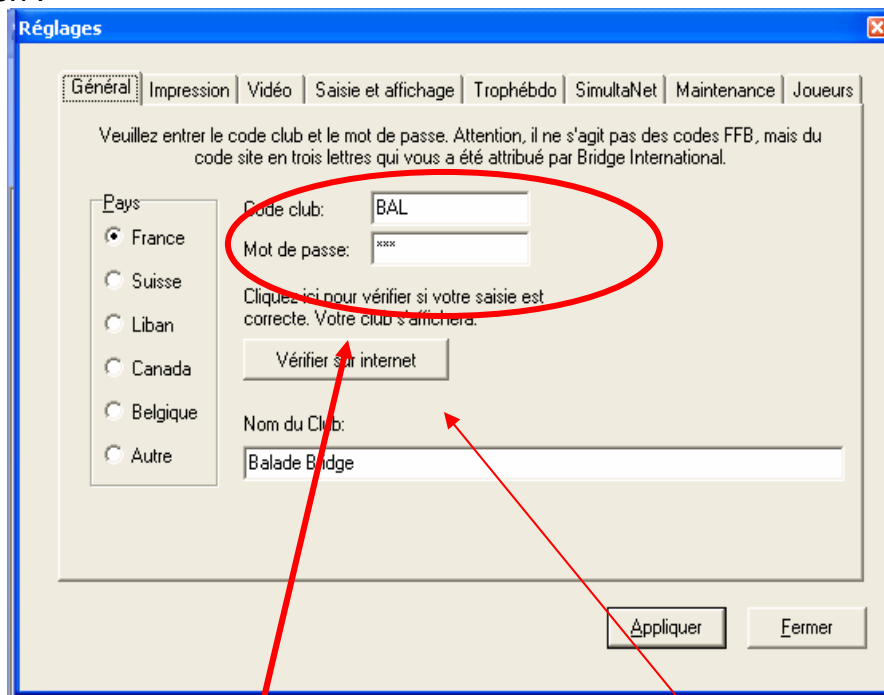 Réglages
Général Impression Vidéo Saisie et affichage Trophébdo SimultaNet Maintenance Joueurs
Veuillez entrer le code club et le mot de passe. Attention, il ne s'agit pas des codes FFB, mais du
code site en trois lettres qui vous a été attribué par Bridge International.
Pays
Code club: BAL
France
Mot de passe: ***
Suisse
Cliquez ici pour vérifier si votre saisie est
correcte. Votre club s'affichera.
Liban
Vérifier sur internet
Canada
Belgique
Nom du Club:
Autre
Balade Bridge
Appliquer Fermer